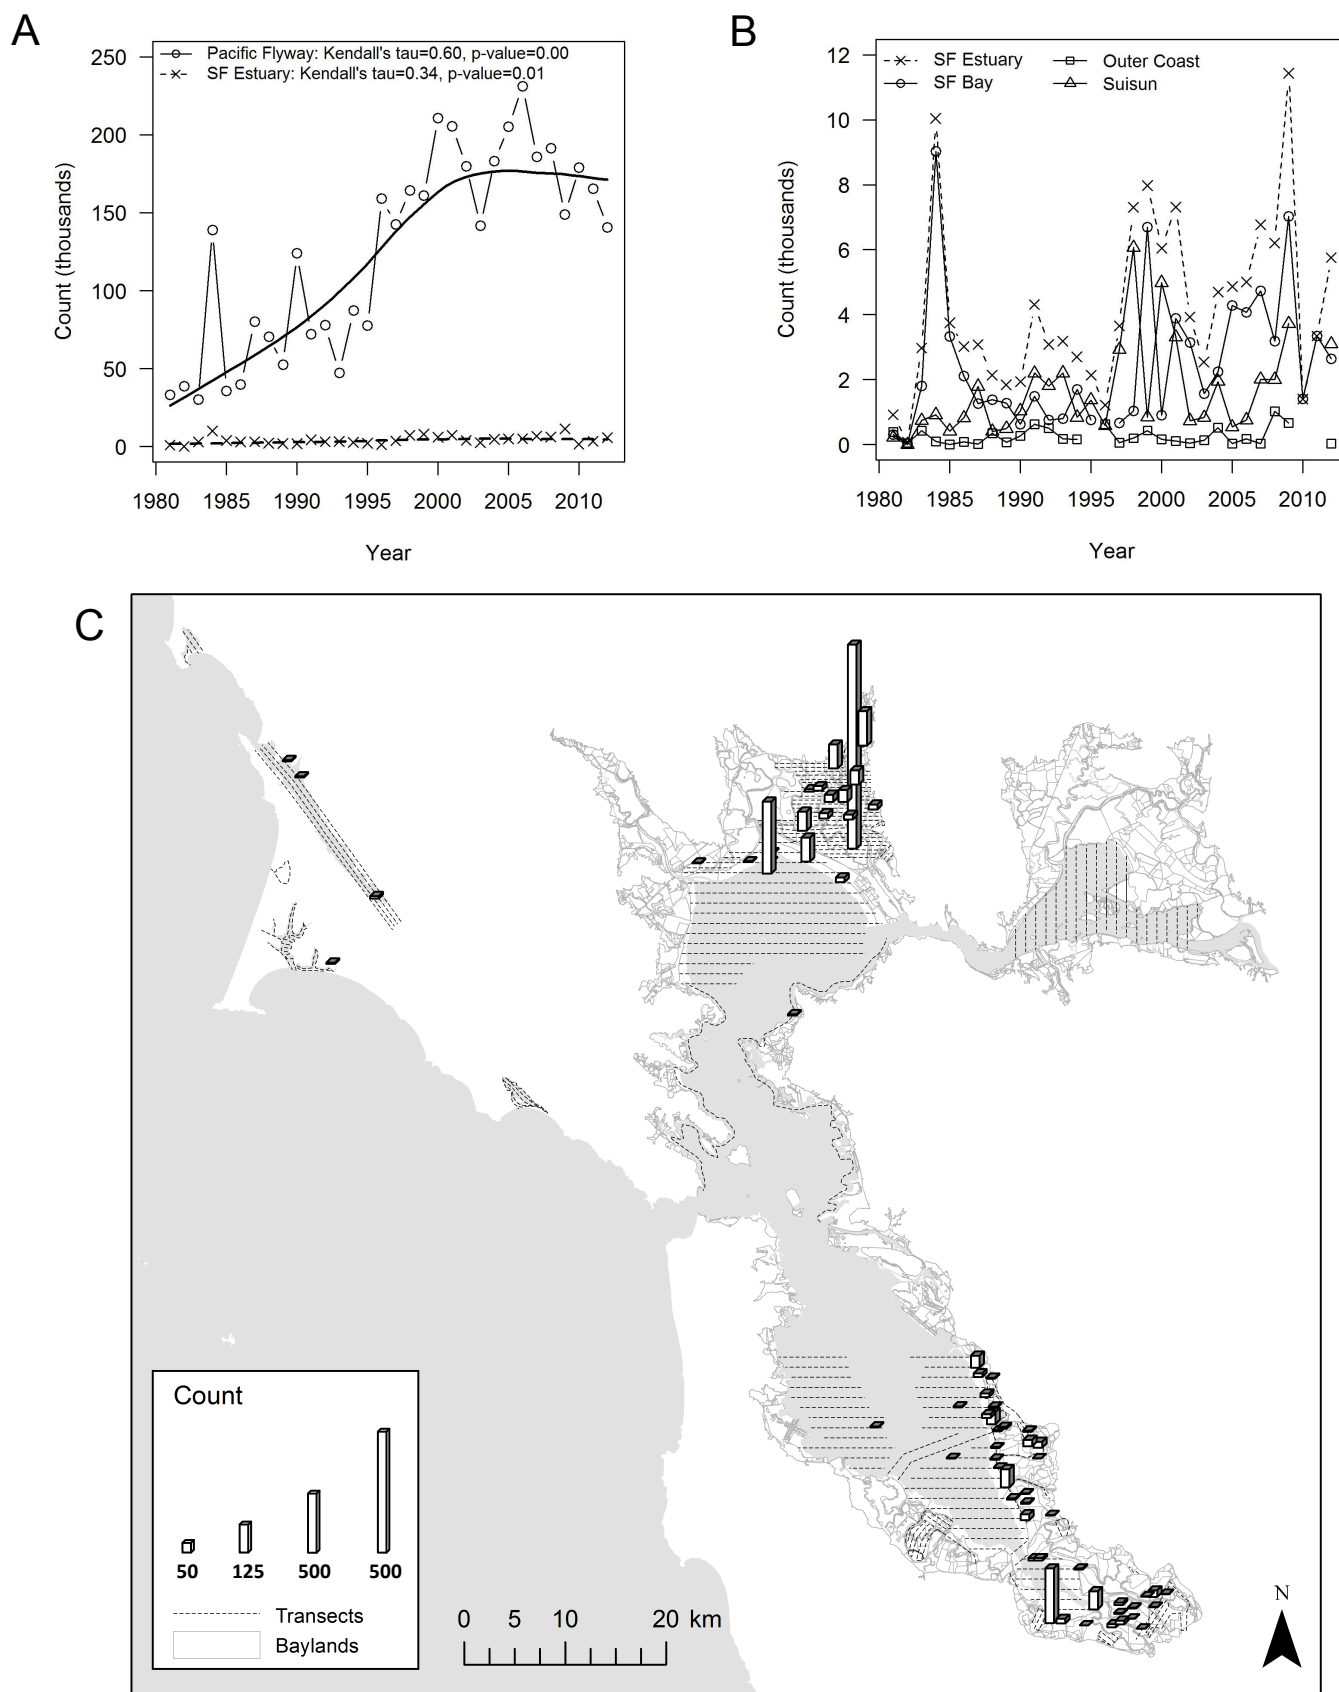 A
Pacific Flyway: Kendall's tau=0.60, p-value=0.00
SF Estuary: Kendall's tau=0.34, p-value=0.01
250
200
150
100
50
0
Count (thousands)
1980 1985 1990 1995 2000 2005 2010
Year
B
SF Estuary Outer Coast
SF Bay Suisun
12
10
8
6
4
2
0
Count (thousands)
1980 1985 1990 1995 2000 2005 2010
Year
C
Count
50 125 500 500
Transects
Baylands
0 5 10 20 km
N